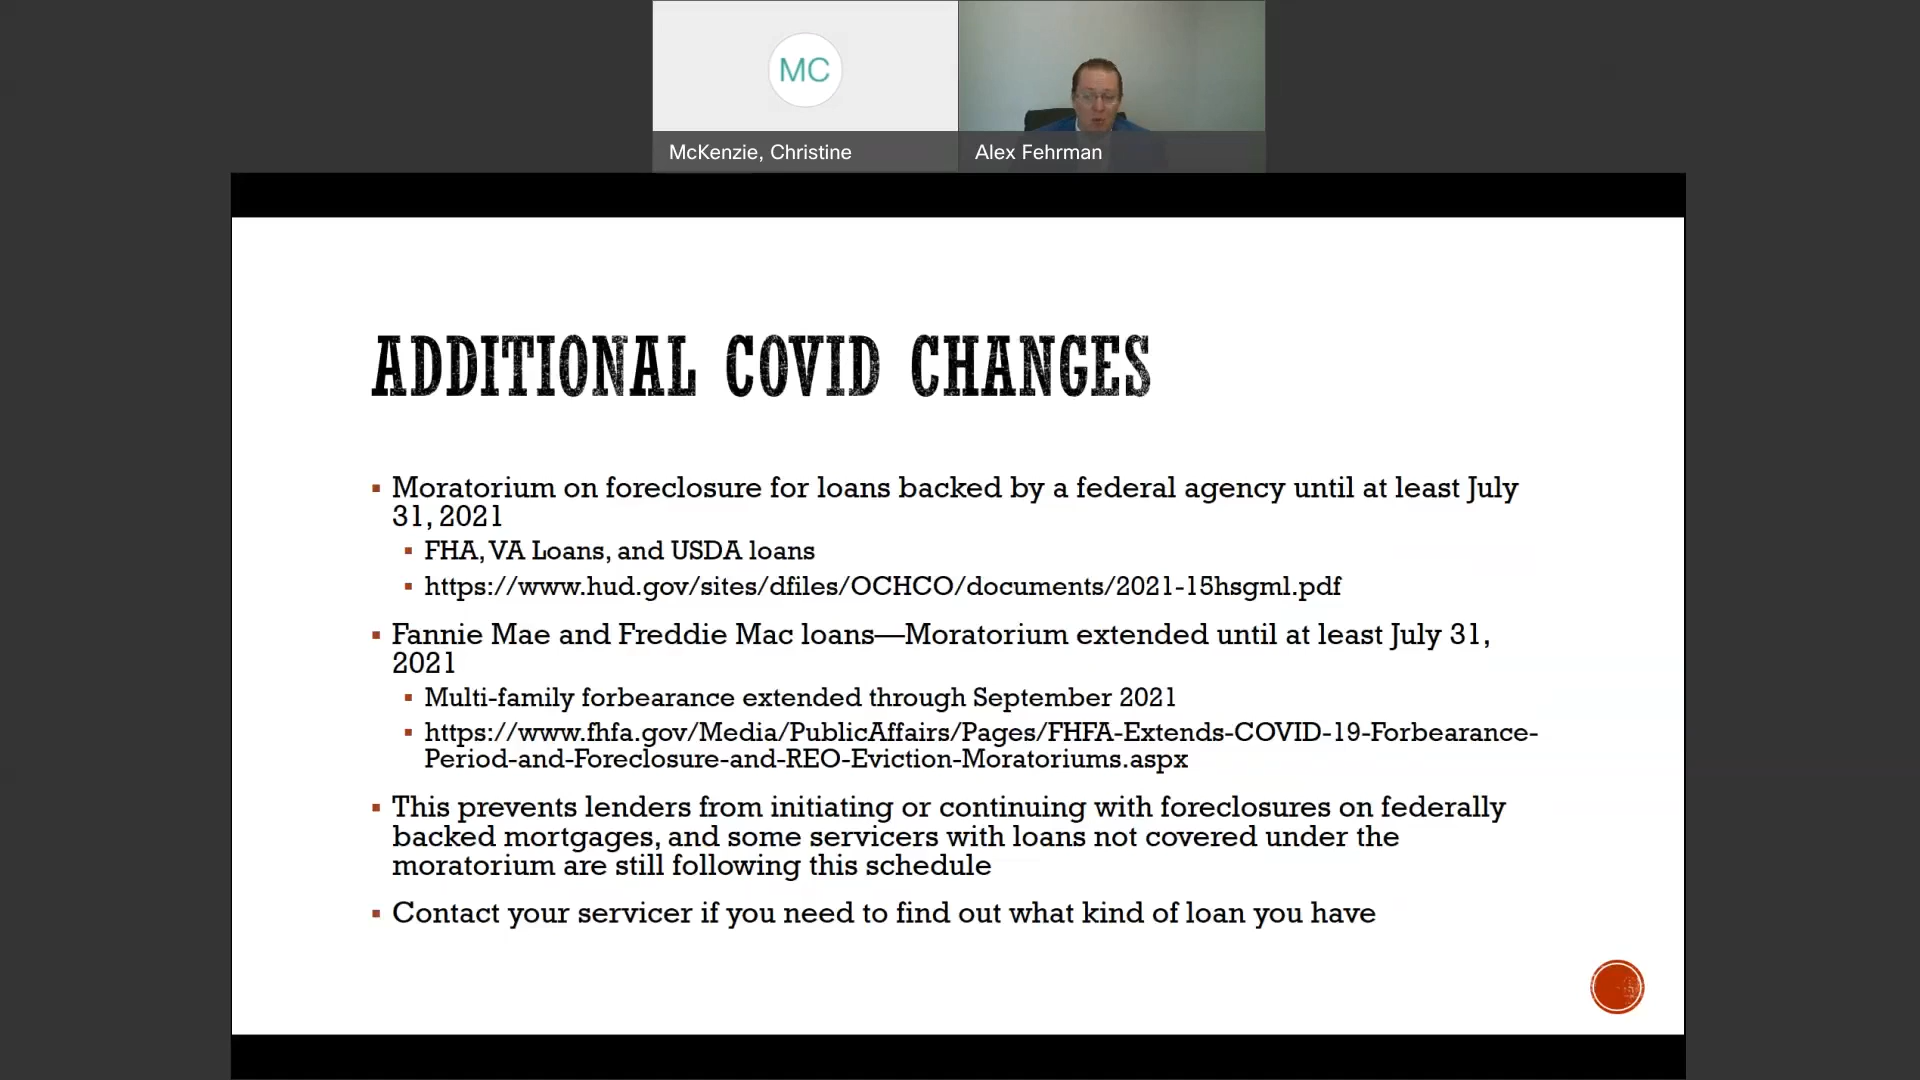 MC
McKenzie, Christine
Alex Fehrman
ADDITIONAL COVID CHANGES
▪ Moratorium on foreclosure for loans backed by a federal agency until at least July
31, 2021
▪ FHA, VA Loans, and USDA loans
▪ https://www.hud.gov/sites/dfiles/OCHCO/documents/2021-15hsgml.pdf
▪ Fannie Mae and Freddie Mac loans—Moratorium extended until at least July 31,
2021
▪ Multi-family forbearance extended through September 2021
▪ https://www.fhfa.gov/Media/PublicAffairs/Pages/FHFA-Extends-COVID-19-Forbearance-
Period-and-Foreclosure-and-REO-Eviction-Moratoriums.aspx
▪ This prevents lenders from initiating or continuing with foreclosures on federally
backed mortgages, and some servicers with loans not covered under the
moratorium are still following this schedule
▪ Contact your servicer if you need to find out what kind of loan you have